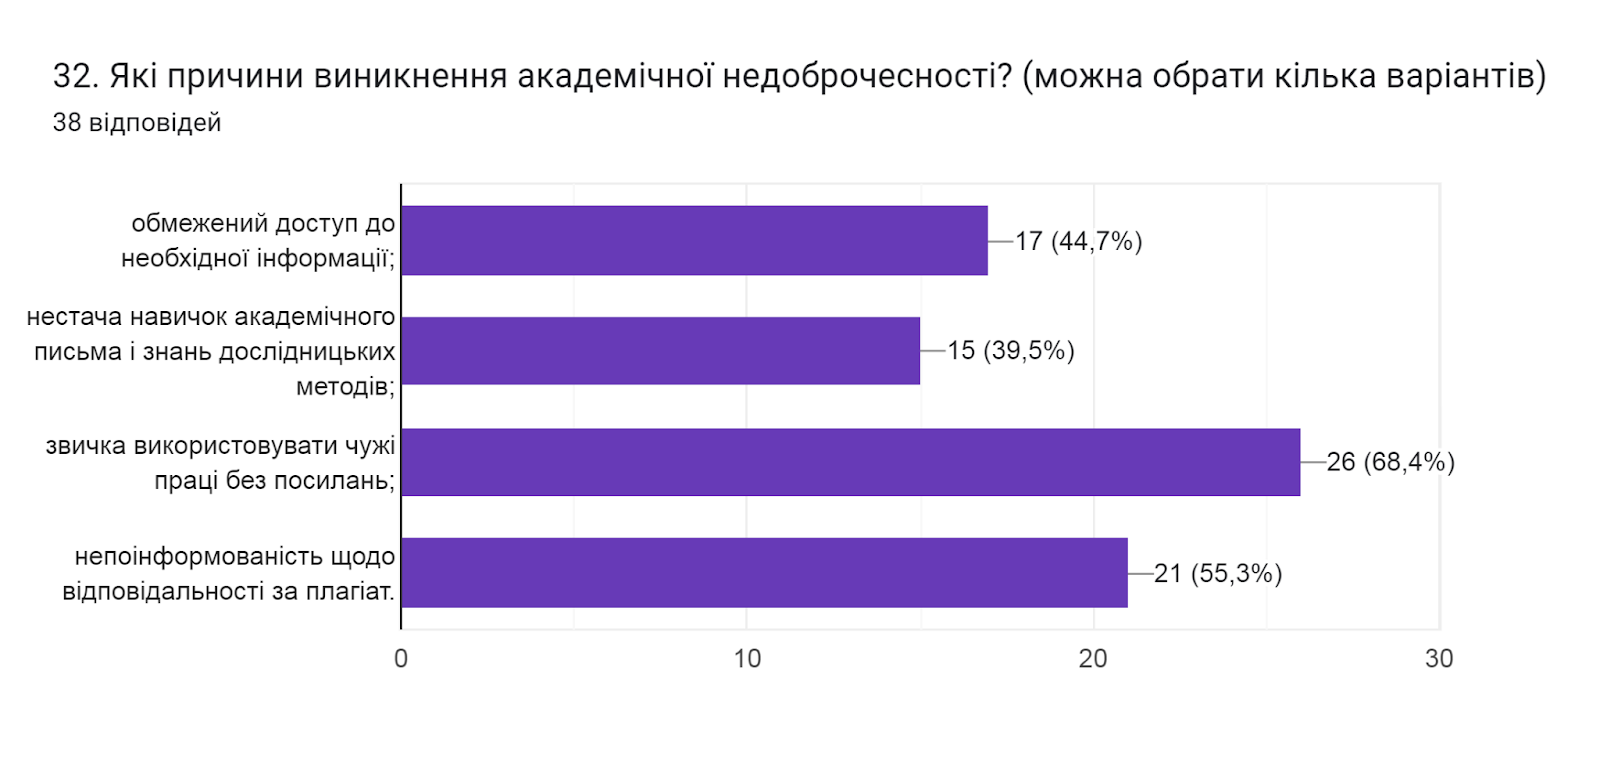 32. Які причини виникнення академічної недоброчесності? (можна обрати кілька варіантів)
38 відповідей
обмежений доступ до
необхідної інформації;
17 (44,7%)
нестача навичок академічного
письма і знань дослідницьких
методів;
15 (39,5%)
звичка використовувати чужі
праці без посилань;
26 (68,4%)
непоінформованість щодо
відповідальності за плагіат.
21 (55,3%)
0 10 20 30